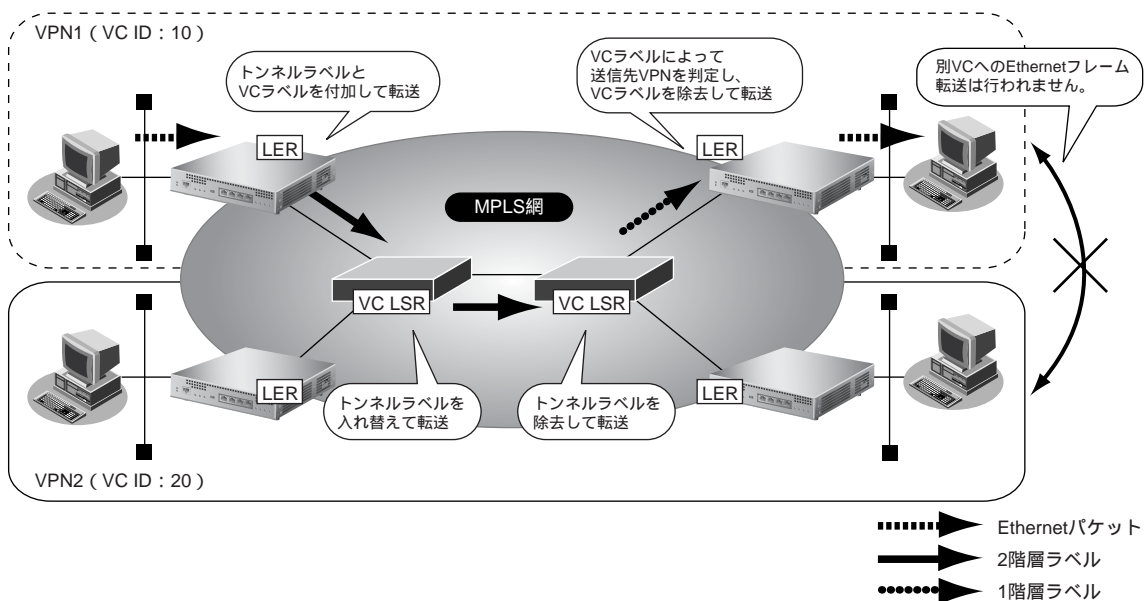 VPN1（VC ID：10）
トンネルラベルと
VCラベルを付加して転送
VCラベルによって
送信先VPNを判定し、
VCラベルを除去して転送
別VCへのEthernetフレーム
転送は行われません。
LER
LER
MPLS網
VC LSR
VC LSR
LER
LER
トンネルラベルを
入れ替えて転送
トンネルラベルを
除去して転送
VPN2（VC ID：20）
Ethernetパケット
2階層ラベル
1階層ラベル